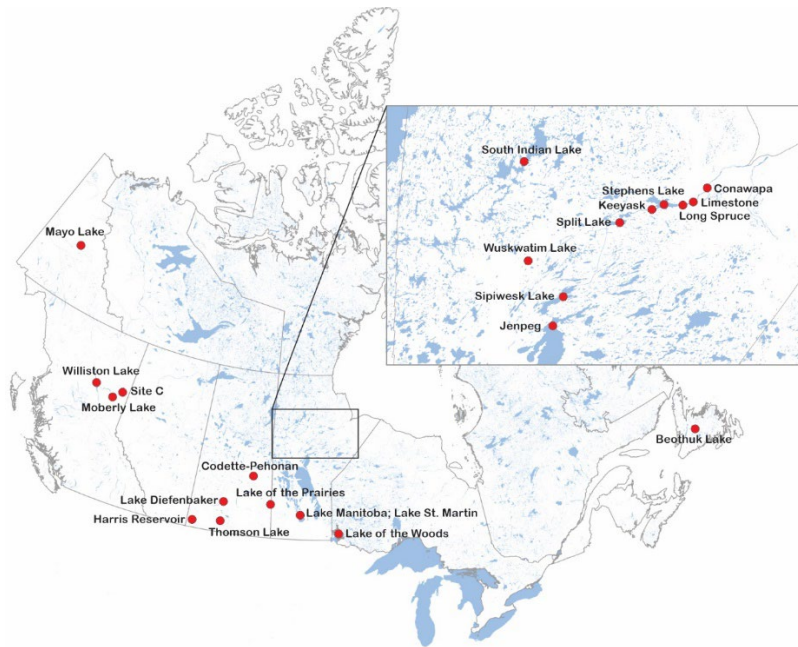 South Indian Lake
Conawapa
Stephens Lake
Limestone
Keeyask
Long Spruce
Split Lake
Mayo Lake
Wuskwatim Lake
Sipiwesk Lake
Jenpeg
Williston Lake
Site C
Moberly Lake
Beothuk Lake
Codette-Pehonan
Lake of the Prairies
Lake Diefenbaker
Lake Manitoba; Lake St. Martin
Harris Reservoir
Thomson Lake
Lake of the Woods